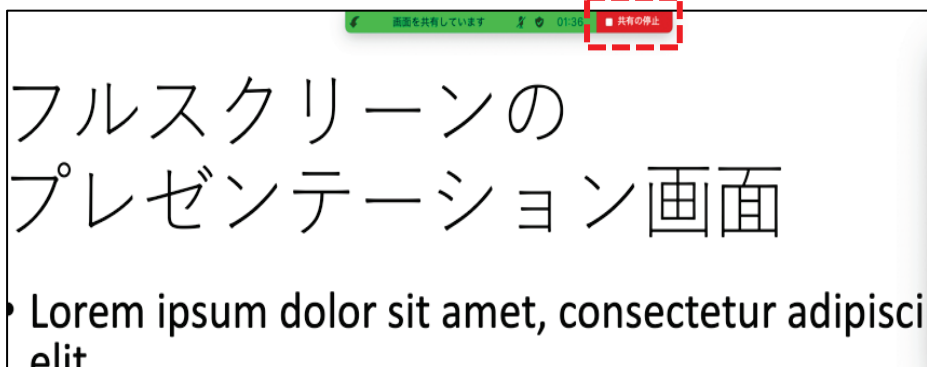 画面を共有しています 01:36 共有の停止
フルスクリーンの
プレゼンテーション画面
• Lorem ipsum dolor sit amet, consectetur adipisci
elit